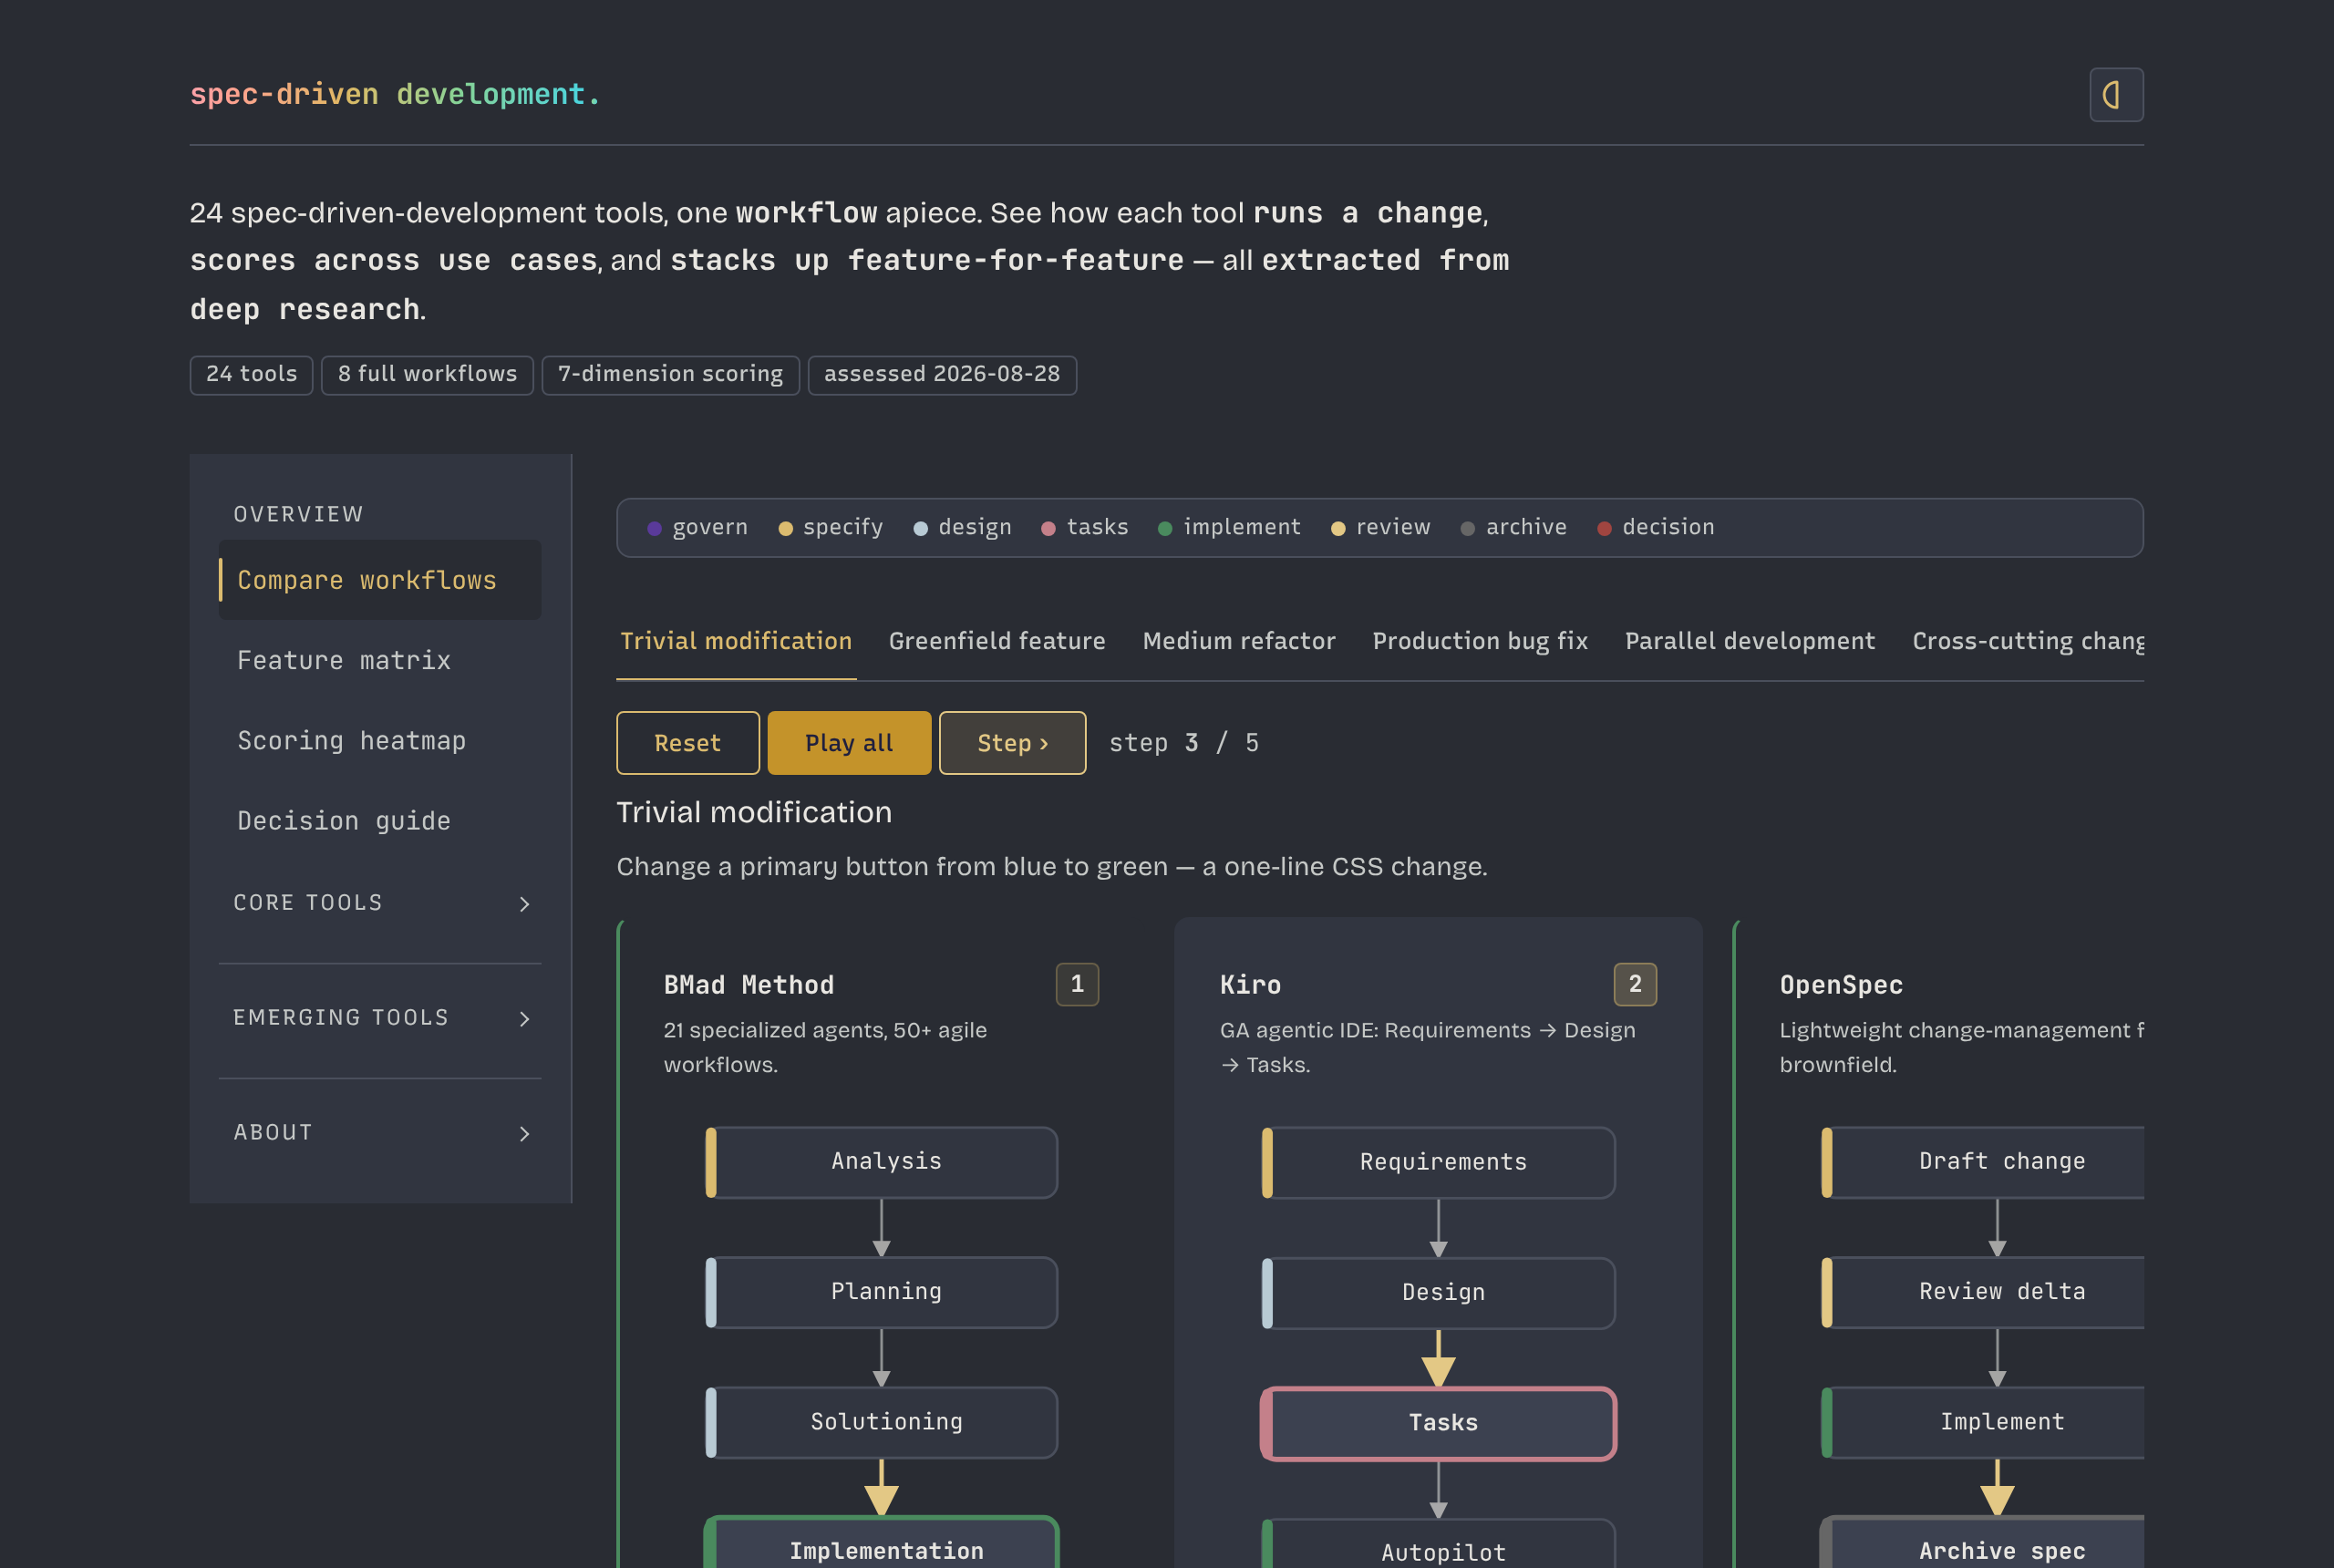 spec-driven development.
24 spec-driven-development tools, one workflow apiece. See how each tool runs a change,
scores across use cases, and stacks up feature-for-feature — all extracted from
deep research.
24 tools
8 full workflows
7-dimension scoring
assessed 2026-08-28
OVERVIEW
Compare workflows
Feature matrix
Scoring heatmap
Decision guide
CORE TOOLS
EMERGING TOOLS
ABOUT
govern
specify
design
tasks
implement
review
archive
decision
Trivial modification
Greenfield feature
Medium refactor
Production bug fix
Parallel development
Cross-cutting chang
Reset
Play all
Step ›
step 3 / 5
Trivial modification
Change a primary button from blue to green — a one-line CSS change.
BMad Method
1
21 specialized agents, 50+ agile
workflows.
Analysis
Planning
Solutioning
Implementation
Kiro
2
GA agentic IDE: Requirements → Design
→ Tasks.
Requirements
Design
Tasks
Autopilot
OpenSpec
Lightweight change-management f
brownfield.
Draft change
Review delta
Implement
Archive spec